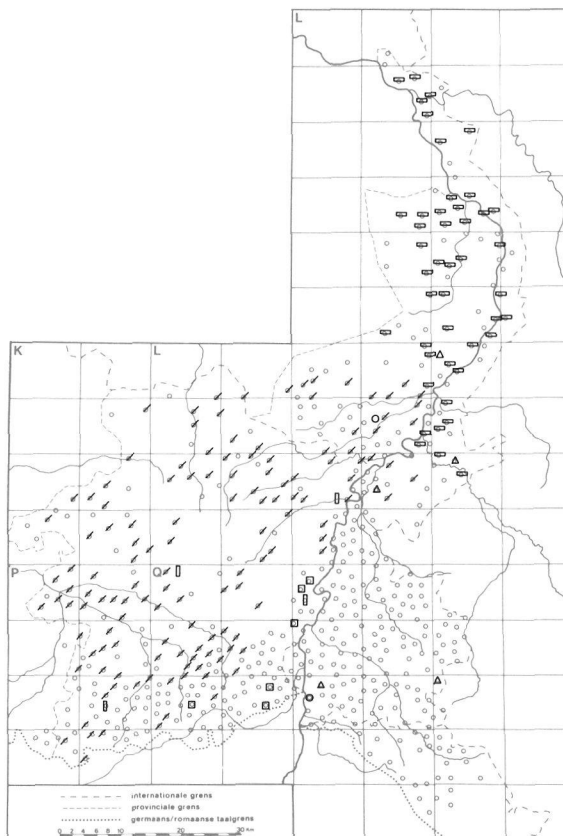 L
K L
P Q
internationale grens
provinciale grens
germaans/romaanse taalgrens
0 2 4 6 8 10 20 30 Km